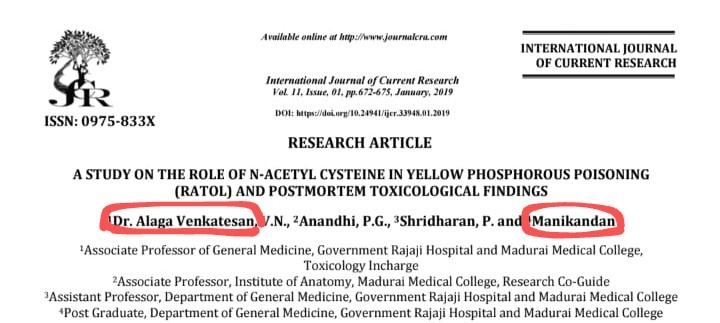 Available online at http://www.journalcra.com
INTERNATIONAL JOURNAL
OF CURRENT RESEARCH
International Journal of Current Research
Vol. 11, Issue, 01, pp.672-675, January, 2019
DOI: https://doi.org/10.24941/ijcr.33948.01.2019
JCR
ISSN: 0975-833X
RESEARCH ARTICLE
A STUDY ON THE ROLE OF N-ACETYL CYSTEINE IN YELLOW PHOSPHOROUS POISONING
(RATOL) AND POSTMORTEM TOXICOLOGICAL FINDINGS
¹Dr. Alaga Venkatesan, V.N., ²Anandhi, P.G., ³Shridharan, P. and ⁴Manikandan
¹Associate Professor of General Medicine, Government Rajaji Hospital and Madurai Medical College,
Toxicology Incharge
²Associate Professor, Institute of Anatomy, Madurai Medical College, Research Co-Guide
³Assistant Professor, Department of General Medicine, Government Rajaji Hospital and Madurai Medical College
⁴Post Graduate, Department of General Medicine, Government Rajaji Hospital and Madurai Medical College